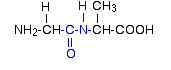 H H CH₃
NH₂-C-C-N-CH-COOH
O